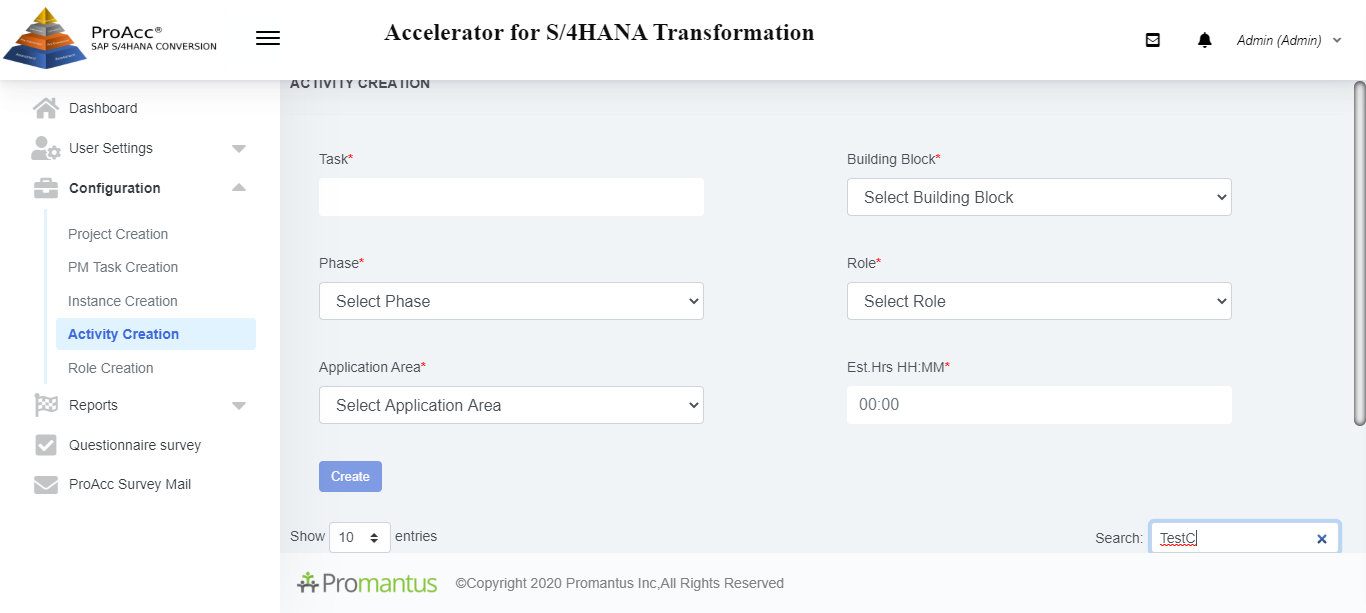 ProAcc®
SAP S/4HANA CONVERSION
Accelerator for S/4HANA Transformation
Admin (Admin)
Dashboard
User Settings
Configuration
Project Creation
PM Task Creation
Instance Creation
Activity Creation
Role Creation
Reports
Questionnaire survey
ProAcc Survey Mail
ACTIVITY CREATION
Task*
Building Block*
Select Building Block
Phase*
Role*
Select Phase
Select Role
Application Area*
Est.Hrs HH:MM*
Select Application Area
00:00
Create
Show 10 entries
Search: TestC
Promantus
©Copyright 2020 Promantus Inc,All Rights Reserved